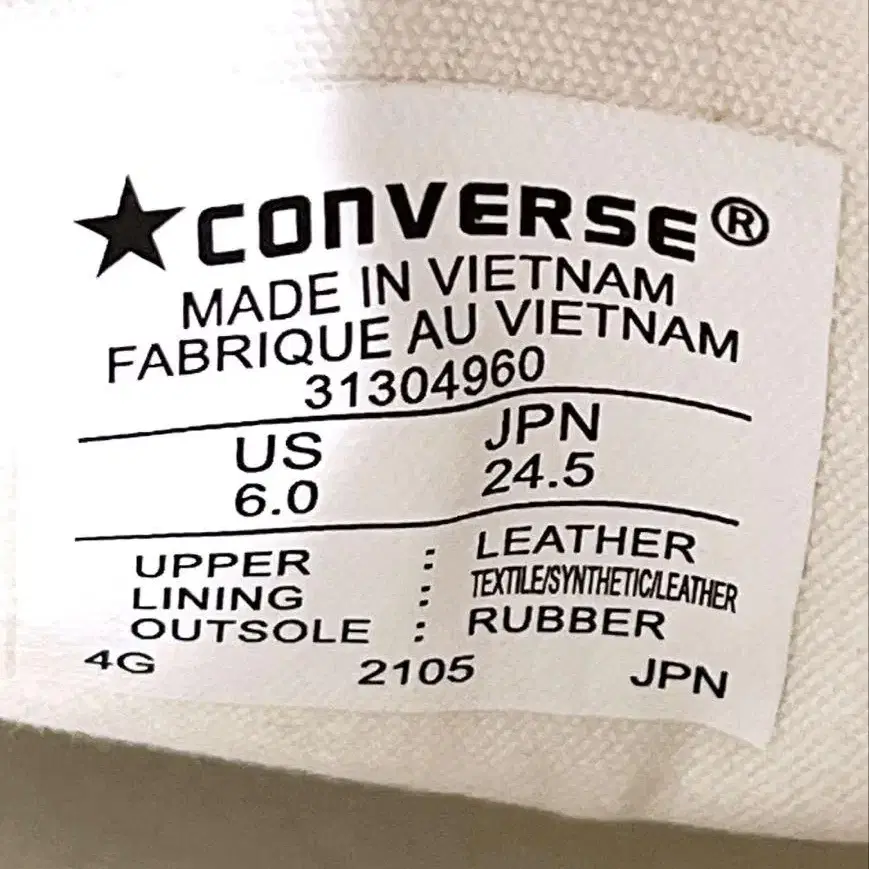 ★CONVERSE®
MADE IN VIETNAM
FABRIQUE AU VIETNAM
31304960
US JPN
6.0 24.5
UPPER : LEATHER
LINING : TEXTILE/SYNTHETIC/LEATHER
OUTSOLE : RUBBER
4G 2105 JPN